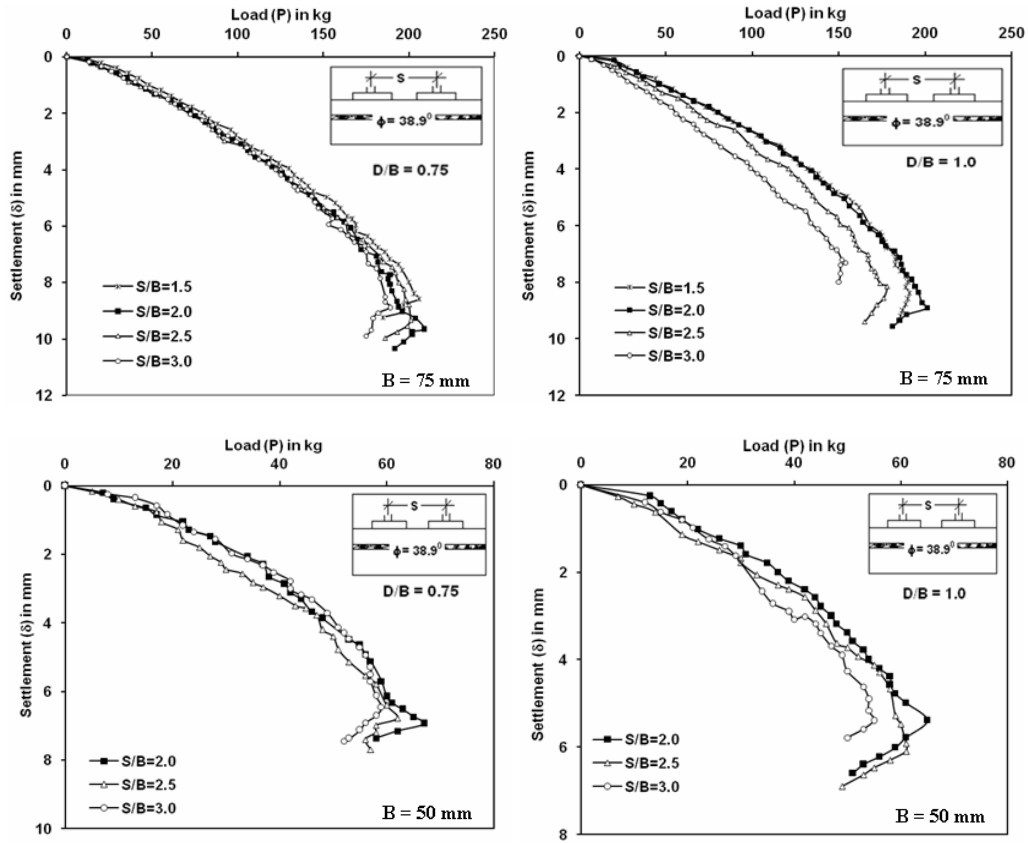 Load (P) in kg
0 50 100 150 200 250
Settlement (δ) in mm
0
2
4
6
8
10
12
S
ϕ= 38.9⁰
D/B = 0.75
S/B=1.5
S/B=2.0
S/B=2.5
S/B=3.0
B = 75 mm
Load (P) in kg
0 50 100 150 200 250
Settlement (δ) in mm
0
2
4
6
8
10
12
S
ϕ= 38.9⁰
D/B = 1.0
S/B=1.5
S/B=2.0
S/B=2.5
S/B=3.0
B = 75 mm
Load (P) in kg
0 20 40 60 80
Settlement (δ) in mm
0
2
4
6
8
10
S
ϕ= 38.9⁰
D/B = 0.75
S/B=2.0
S/B=2.5
S/B=3.0
B = 50 mm
Load (P) in kg
0 20 40 60 80
Settlement (δ) in mm
0
2
4
6
8
S
ϕ= 38.9⁰
D/B = 1.0
S/B=2.0
S/B=2.5
S/B=3.0
B = 50 mm